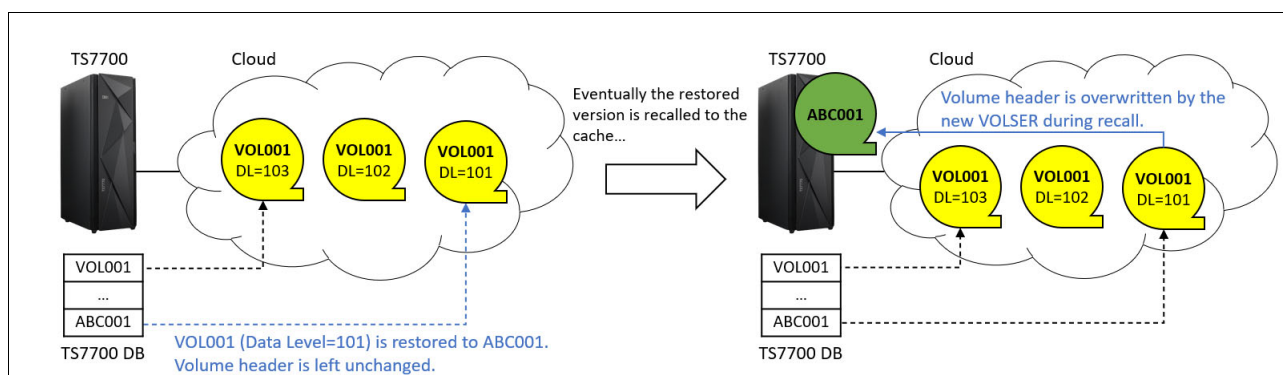 TS7700
Cloud
VOL001
DL=103
VOL001
DL=102
VOL001
DL=101
VOL001
...
ABC001
TS7700 DB
VOL001 (Data Level=101) is restored to ABC001.
Volume header is left unchanged.
Eventually the restored
version is recalled to the
cache...
TS7700
Cloud
ABC001
Volume header is overwritten by the
new VOLSER during recall.
VOL001
DL=103
VOL001
DL=102
VOL001
DL=101
VOL001
...
ABC001
TS7700 DB